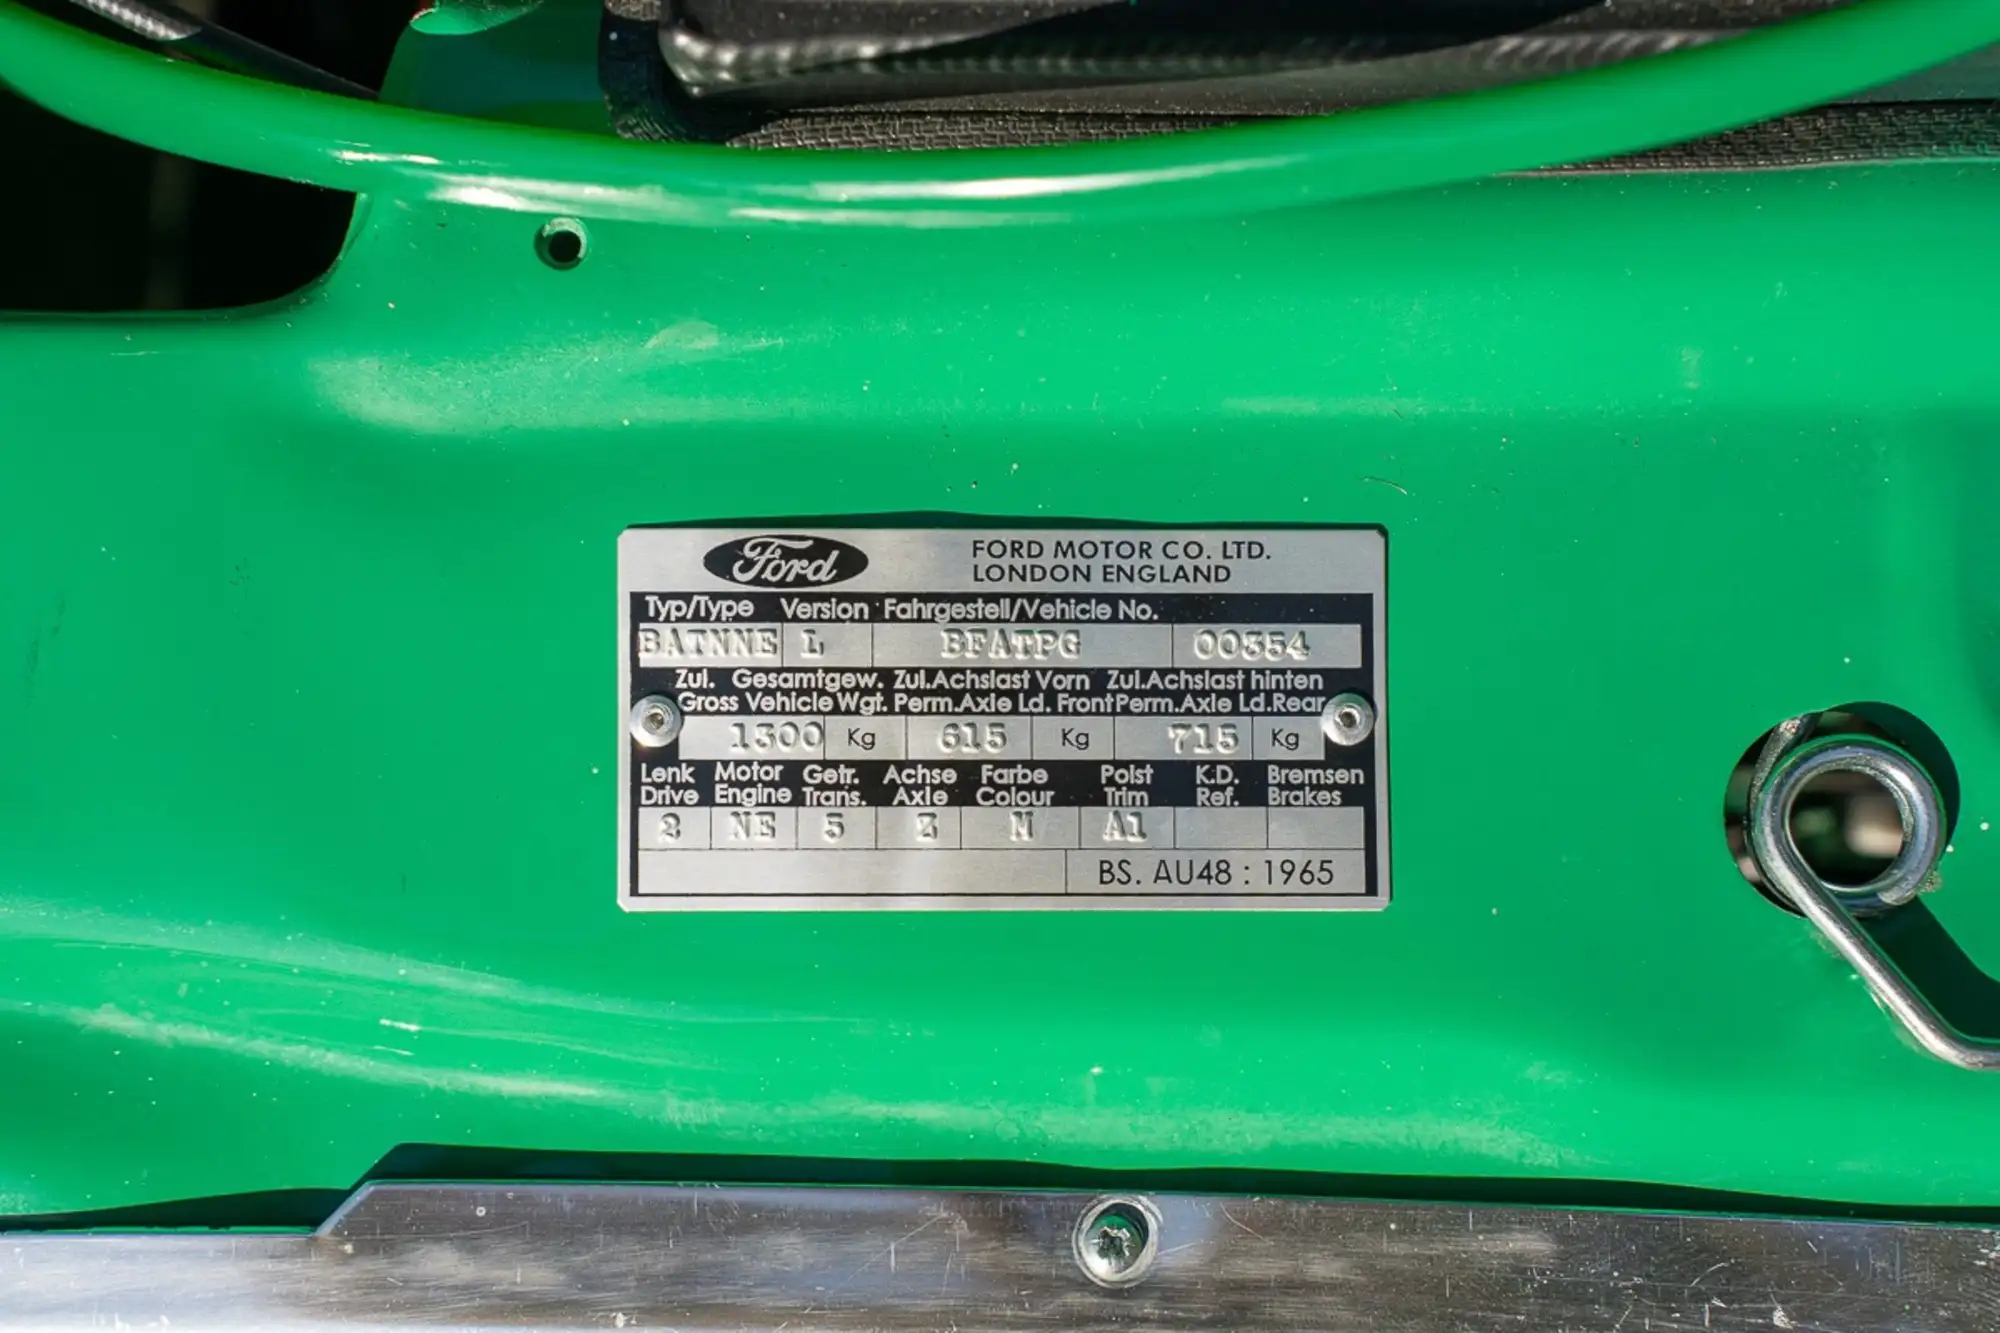 Ford
FORD MOTOR CO. LTD.
LONDON ENGLAND
Typ/Type Version Fahrgestell/Vehicle No.
BATNNE L BFATPG 00354
Zul. Gesamtgew. Zul.Achslast Vorn Zul.Achslast hinten
Gross Vehicle Wgt. Perm.Axle Ld. Front Perm.Axle Ld.Rear
1300 Kg 615 Kg 715 Kg
Lenk Motor Getr. Achse Farbe Polst K.D. Bremsen
Drive Engine Trans. Axle Colour Trim Ref. Brakes
2 NE 5 Z N A1
BS. AU48 : 1965